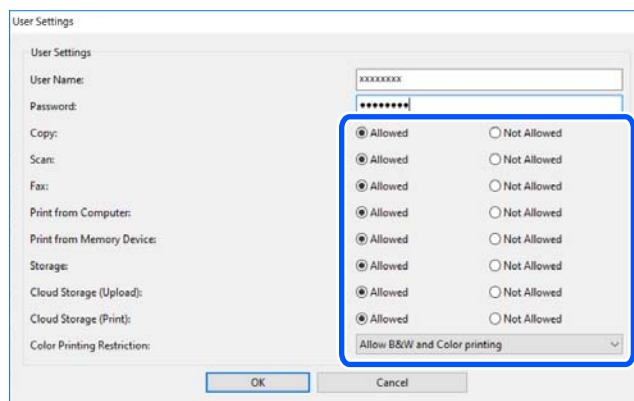 User Settings
User Settings
User Name: xxxxxxxx
Password: ••••••••
Copy: Allowed Not Allowed
Scan: Allowed Not Allowed
Fax: Allowed Not Allowed
Print from Computer: Allowed Not Allowed
Print from Memory Device: Allowed Not Allowed
Storage: Allowed Not Allowed
Cloud Storage (Upload): Allowed Not Allowed
Cloud Storage (Print): Allowed Not Allowed
Color Printing Restriction: Allow B&W and Color printing
OK Cancel